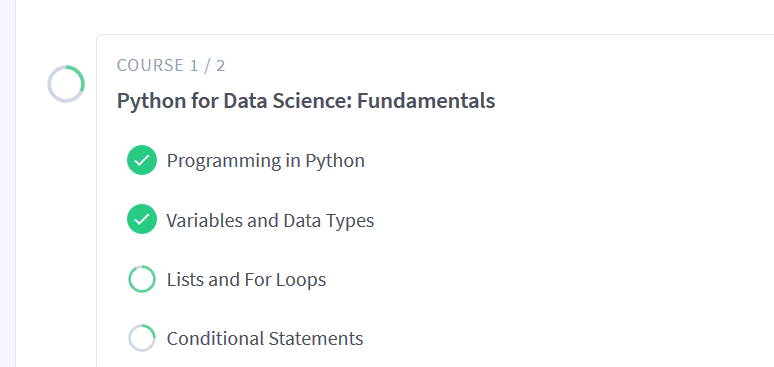 COURSE 1 / 2
Python for Data Science: Fundamentals
Programming in Python
Variables and Data Types
Lists and For Loops
Conditional Statements